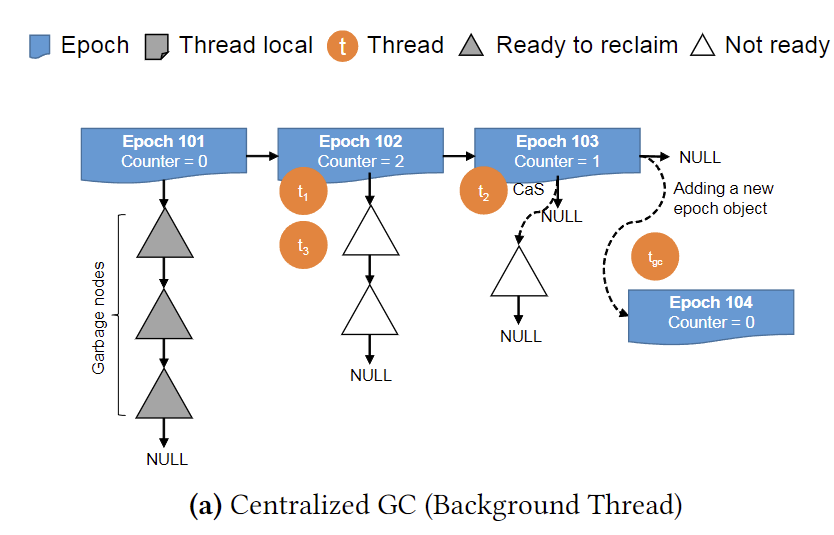 Epoch Thread local t Thread Ready to reclaim Not ready
Epoch 101
Counter = 0
Epoch 102
Counter = 2
Epoch 103
Counter = 1
NULL
t1
t2
CaS
NULL
Adding a new
epoch object
t3
tgc
Garbage nodes
Epoch 104
Counter = 0
NULL
NULL
NULL
(a) Centralized GC (Background Thread)